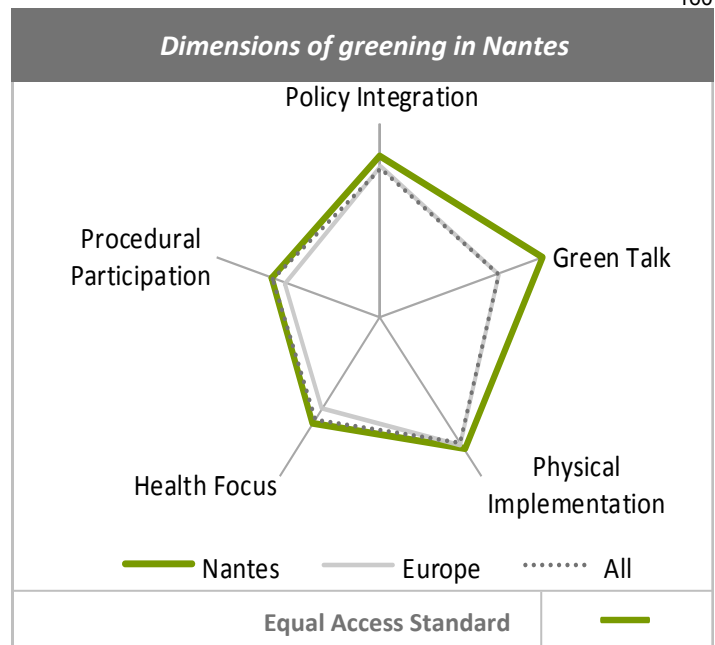 Dimensions of greening in Nantes
Policy Integration
Green Talk
Procedural
Participation
Health Focus
Physical
Implementation
Nantes
Europe
All
Equal Access Standard